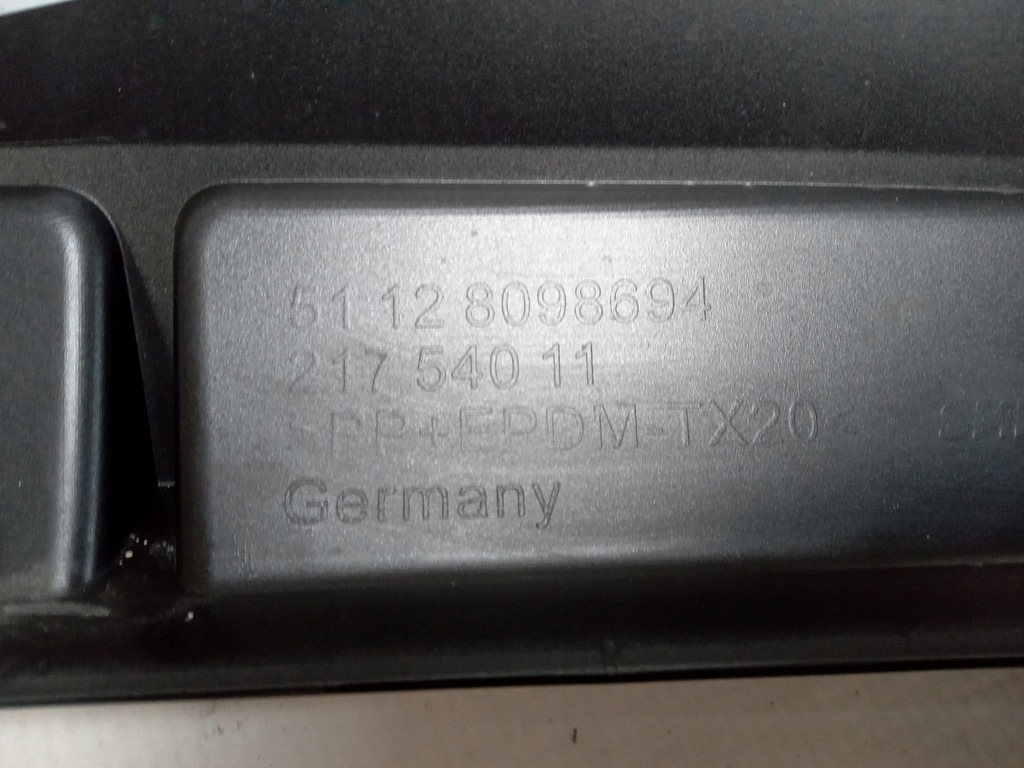 51 12 8098694
217 540 11
>PP+EPDM-TX20<
Germany